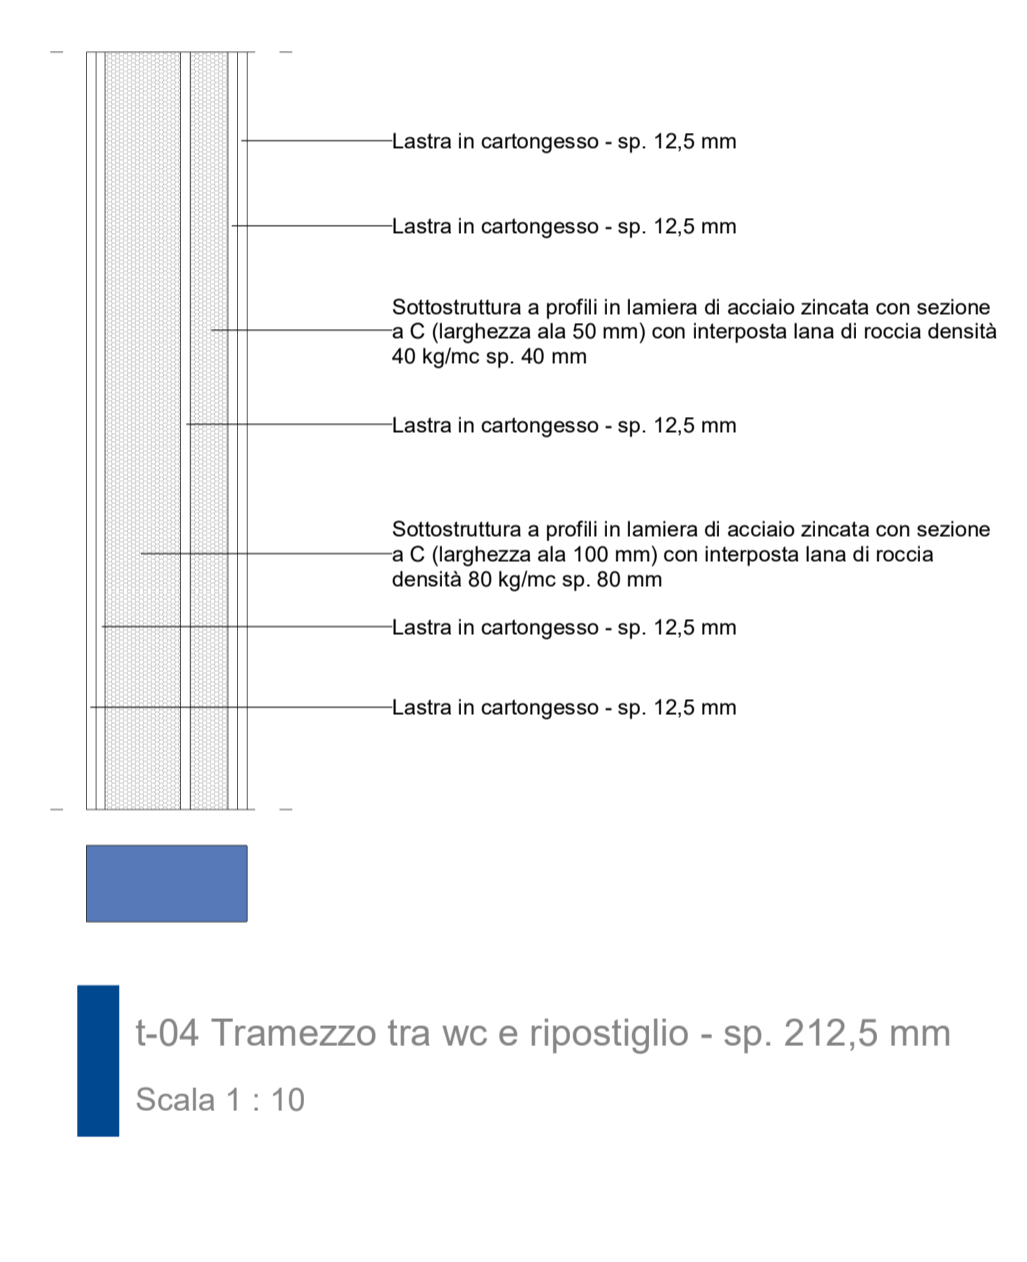 Lastra in cartongesso - sp. 12,5 mm
Lastra in cartongesso - sp. 12,5 mm
Sottostruttura a profili in lamiera di acciaio zincata con sezione
a C (larghezza ala 50 mm) con interposta lana di roccia densità
40 kg/mc sp. 40 mm
Lastra in cartongesso - sp. 12,5 mm
Sottostruttura a profili in lamiera di acciaio zincata con sezione
a C (larghezza ala 100 mm) con interposta lana di roccia
densità 80 kg/mc sp. 80 mm
Lastra in cartongesso - sp. 12,5 mm
Lastra in cartongesso - sp. 12,5 mm
t-04 Tramezzo tra wc e ripostiglio - sp. 212,5 mm
Scala 1 : 10